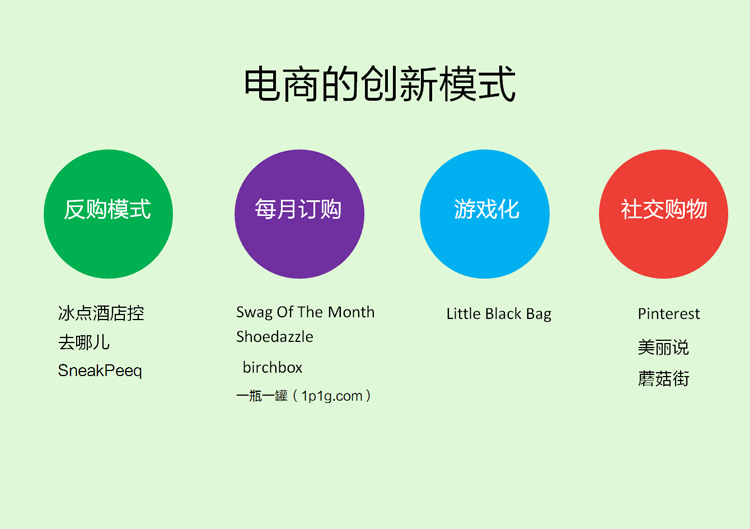 电商的创新模式
反购模式
每月订购
游戏化
社交购物
冰点酒店控
去哪儿
SneakPeeq
Swag Of The Month
Shoedazzle
birchbox
一瓶一罐（1p1g.com）
Little Black Bag
Pinterest
美丽说
蘑菇街